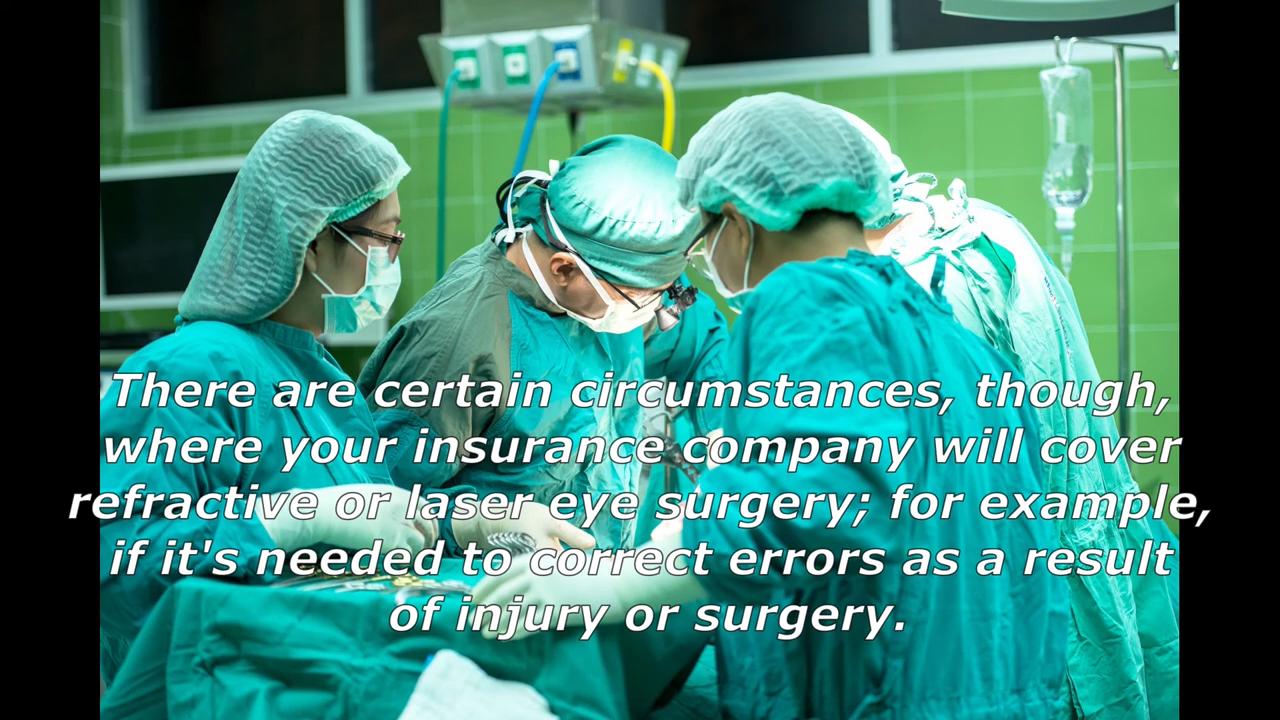 There are certain circumstances, though,
where your insurance company will cover
refractive or laser eye surgery; for example,
if it's needed to correct errors as a result
of injury or surgery.